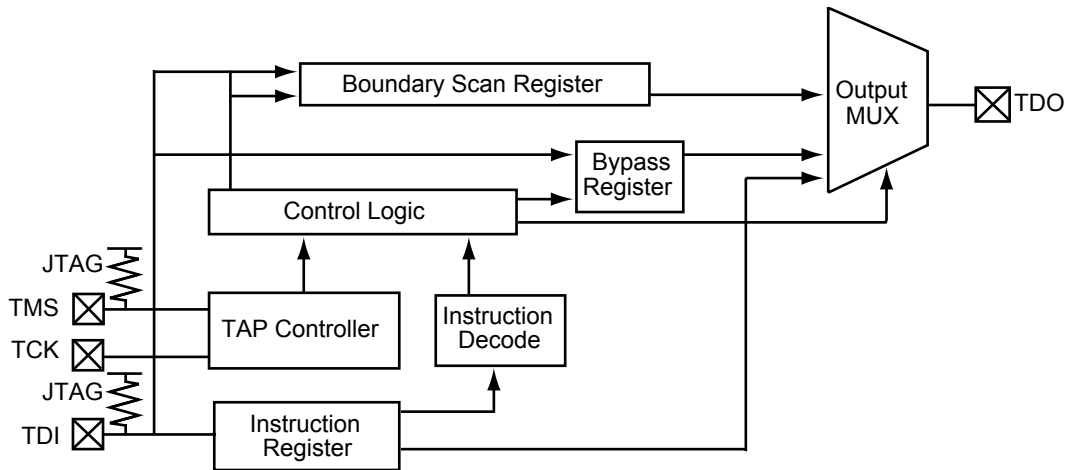 Boundary Scan Register
Output
MUX
TDO
Bypass
Register
Control Logic
JTAG
TMS
TAP Controller
Instruction
Decode
TCK
JTAG
TDI
Instruction
Register